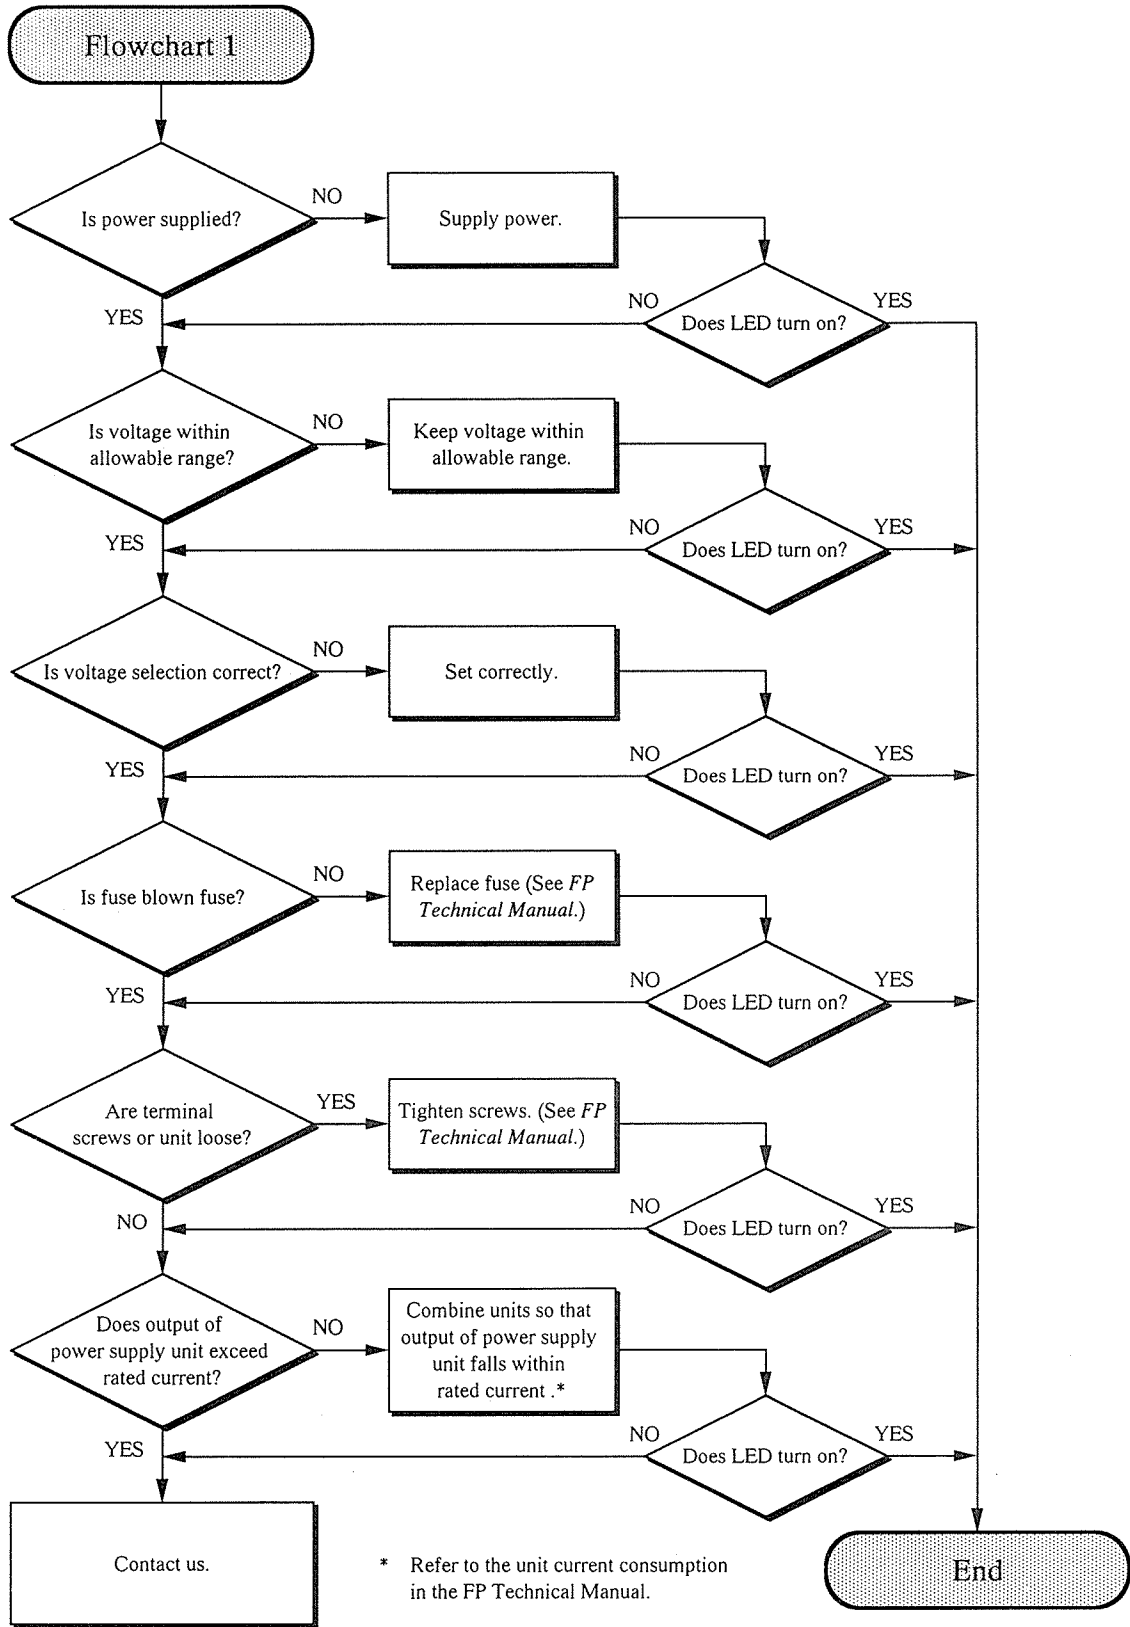 Flowchart 1
Is power supplied?
NO
Supply power.
YES
NO
Does LED turn on?
YES
Is voltage within
allowable range?
NO
Keep voltage within
allowable range.
YES
NO
Does LED turn on?
YES
Is voltage selection correct?
NO
Set correctly.
YES
NO
Does LED turn on?
YES
Is fuse blown fuse?
NO
Replace fuse (See FP
Technical Manual.)
YES
NO
Does LED turn on?
YES
Are terminal
screws or unit loose?
YES
Tighten screws. (See FP
Technical Manual.)
NO
NO
Does LED turn on?
YES
Does output of
power supply unit exceed
rated current?
NO
Combine units so that
output of power supply
unit falls within
rated current .*
YES
NO
Does LED turn on?
YES
Contact us.
* Refer to the unit current consumption
in the FP Technical Manual.
End